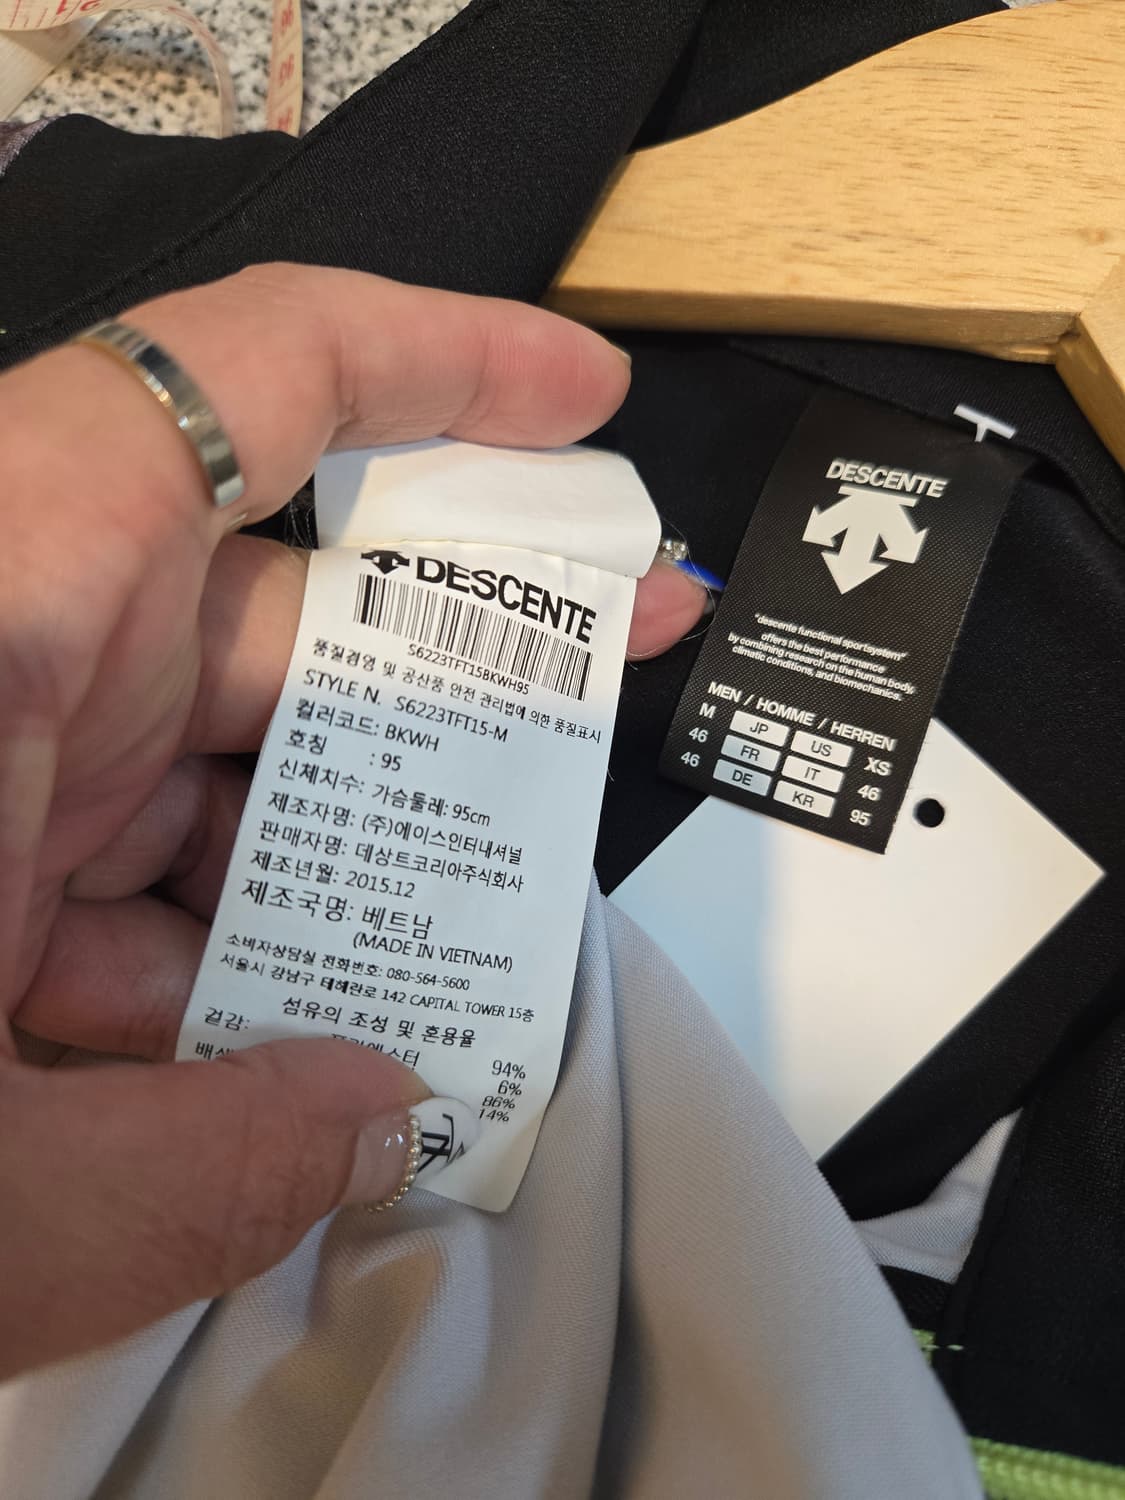 DESCENTE
S6223TFT15BKWH95
품질경영 및 공산품 안전 관리법에 의한 품질표시
STYLE N. S6223TFT15-M
컬러코드: BKWH
호칭 : 95
신체치수: 가슴둘레: 95cm
제조자명: (주)에이스인터내셔널
판매자명: 데상트코리아주식회사
제조년월: 2015.12
제조국명: 베트남
(MADE IN VIETNAM)
소비자상담실 전화번호: 080-564-5600
서울시 강남구 테헤란로 142 CAPITAL TOWER 15층
섬유의 조성 및 혼용율
겉감: 94%
6%
86%
14%
DESCENTE
"descente functional sportsystem"
offers the best performance
by combining research on the human body,
climatic conditions, and biomechanics.
MEN / HOMME / HERREN
M JP US XS
46 FR IT 46
46 DE KR 95